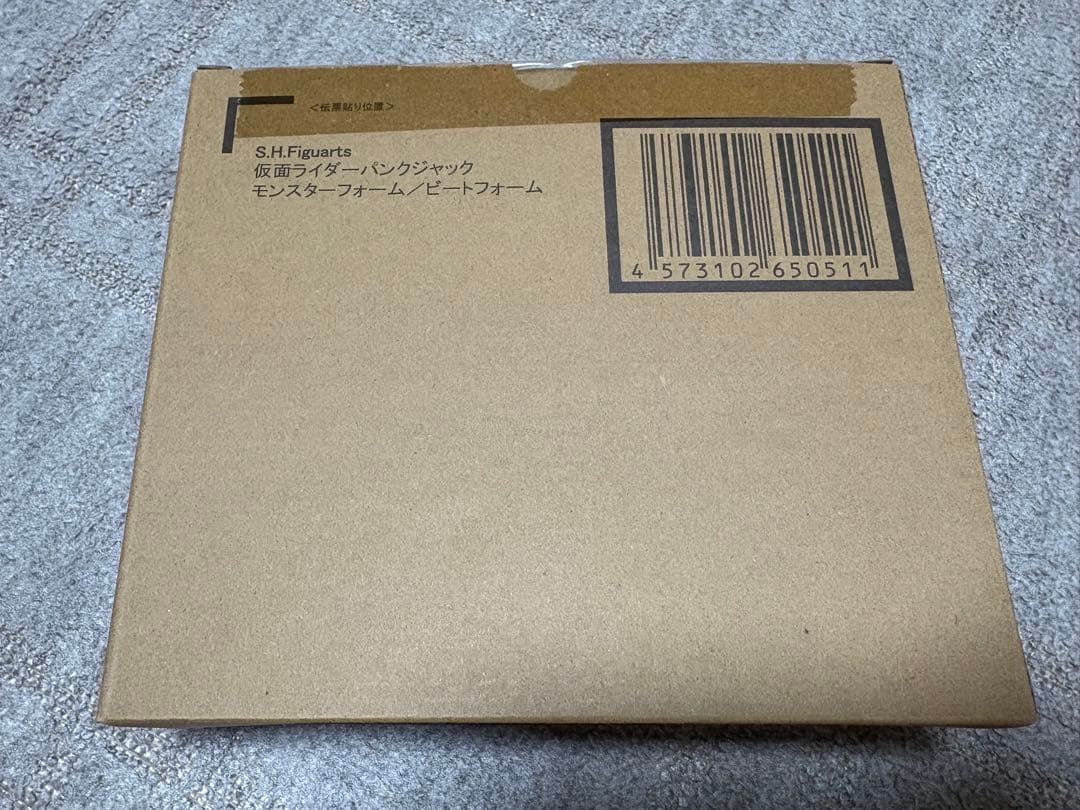 <伝票貼り位置>
S.H.Figuarts
仮面ライダーパンクジャック
モンスターフォーム／ビートフォーム
4 573102 650511